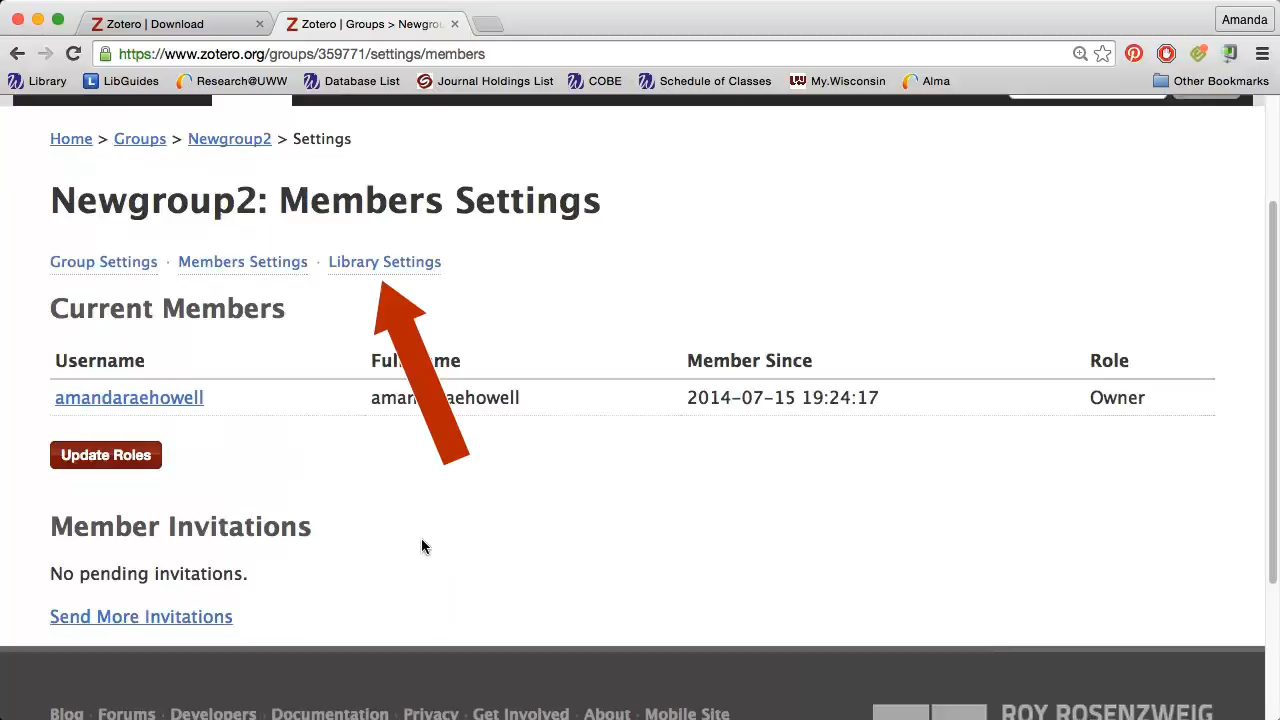 Zotero | Download
Zotero | Groups > Newgrou
Amanda
https://www.zotero.org/groups/359771/settings/members
Library LibGuides Research@UWW Database List Journal Holdings List COBE Schedule of Classes My.Wisconsin Alma Other Bookmarks
Home > Groups > Newgroup2 > Settings
Newgroup2: Members Settings
Group Settings · Members Settings · Library Settings
Current Members
Username Full Name Member Since Role
amandaraehowell amandaraehowell 2014-07-15 19:24:17 Owner
Update Roles
Member Invitations
No pending invitations.
Send More Invitations
Blog · Forums · Developers · Documentation · Privacy · Get Involved · About · Mobile Site
ROY ROSENZWEIG